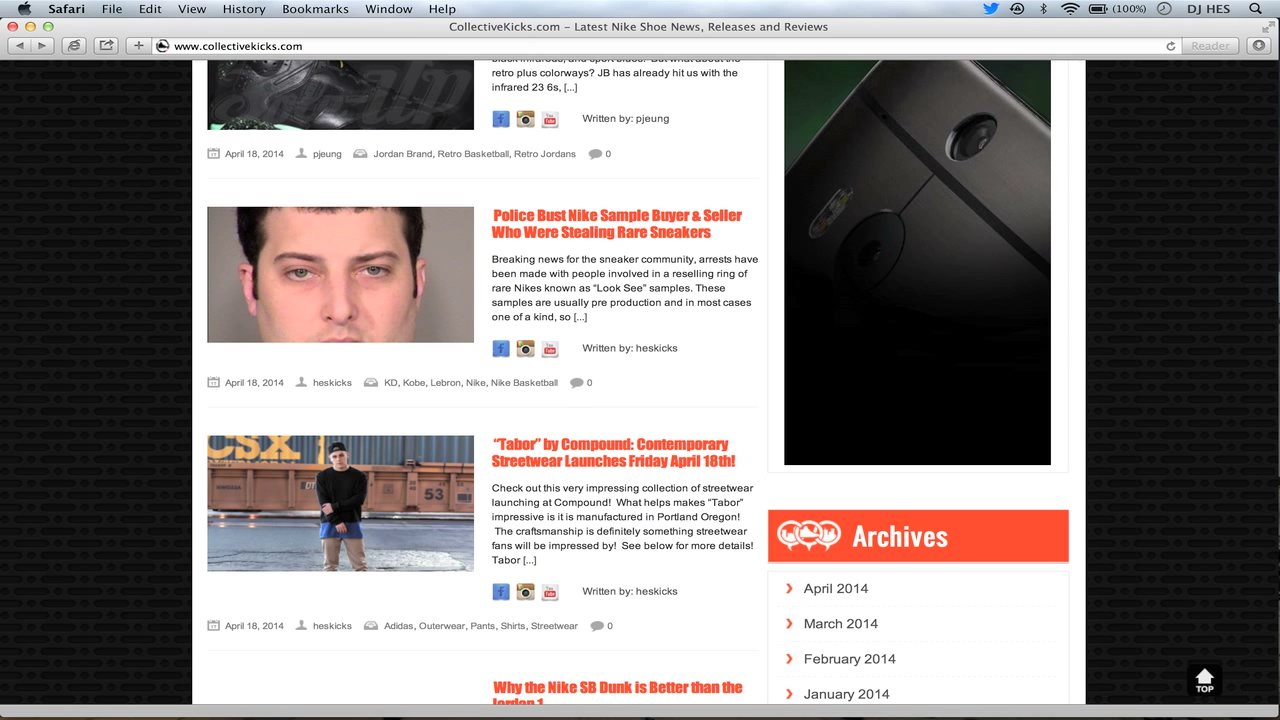 Safari File Edit View History Bookmarks Window Help (100%) DJ HES
CollectiveKicks.com – Latest Nike Shoe News, Releases and Reviews
www.collectivekicks.com Reader
retro plus colorways? JB has already hit us with the
infrared 23 6s, [...]
Written by: pjeung
April 18, 2014 pjeung Jordan Brand, Retro Basketball, Retro Jordans 0
Police Bust Nike Sample Buyer & Seller
Who Were Stealing Rare Sneakers
Breaking news for the sneaker community, arrests have
been made with people involved in a reselling ring of
rare Nikes known as “Look See” samples. These
samples are usually pre production and in most cases
one of a kind, so [...]
Written by: heskicks
April 18, 2014 heskicks KD, Kobe, Lebron, Nike, Nike Basketball 0
CSX
53
“Tabor” by Compound: Contemporary
Streetwear Launches Friday April 18th!
Check out this very impressing collection of streetwear
launching at Compound! What helps makes “Tabor”
impressive is it is manufactured in Portland Oregon!
The craftsmanship is definitely something streetwear
fans will be impressed by! See below for more details!
Tabor [...]
Written by: heskicks
April 18, 2014 heskicks Adidas, Outerwear, Pants, Shirts, Streetwear 0
Why the Nike SB Dunk is Better than the
Jordan 1
Archives
April 2014
March 2014
February 2014
January 2014
TOP